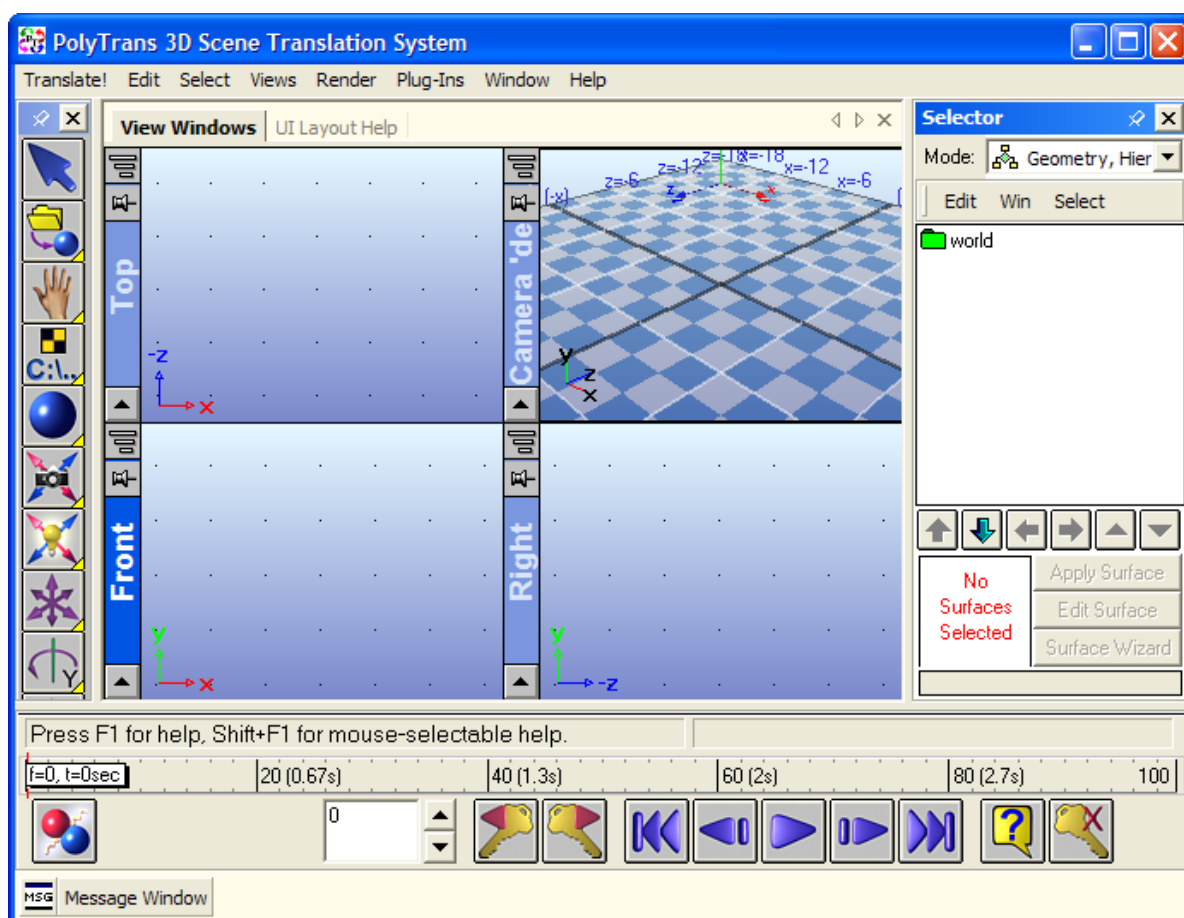 PolyTrans 3D Scene Translation System
Translate! Edit Select Views Render Plug-Ins Window Help
View Windows UI Layout Help
Top
-z
x
Camera 'de
(-x)
z=-6
z=-12
x=-18
x=-12
x=-6
z
x
y
z
x
C:\..
Y
Front
y
x
Right
y
-z
Selector
Mode: Geometry, Hier
Edit Win Select
world
No
Surfaces
Selected
Apply Surface
Edit Surface
Surface Wizard
Press F1 for help, Shift+F1 for mouse-selectable help.
f=0, t=0sec 20 (0.67s) 40 (1.3s) 60 (2s) 80 (2.7s) 100
0
?
MSG Message Window